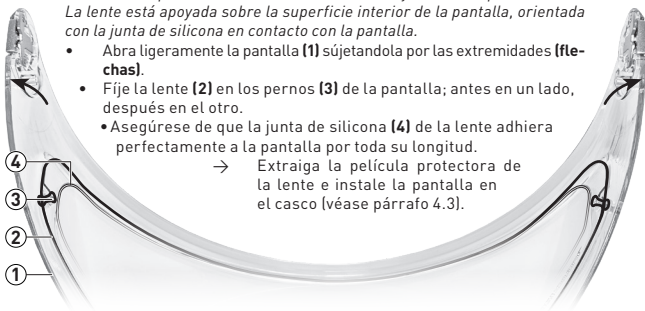 La lente está apoyada sobre la superficie interior de la pantalla, orientada
con la junta de silicona en contacto con la pantalla.
• Abra ligeramente la pantalla (1) sújetandola por las extremidades (fle-
chas).
• Fíje la lente (2) en los pernos (3) de la pantalla; antes en un lado,
después en el otro.
• Asegúrese de que la junta de silicona (4) de la lente adhiera
perfectamente a la pantalla por toda su longitud.
→ Extraiga la película protectora de
la lente e instale la pantalla en
el casco (véase párrafo 4.3).
4
3
2
1